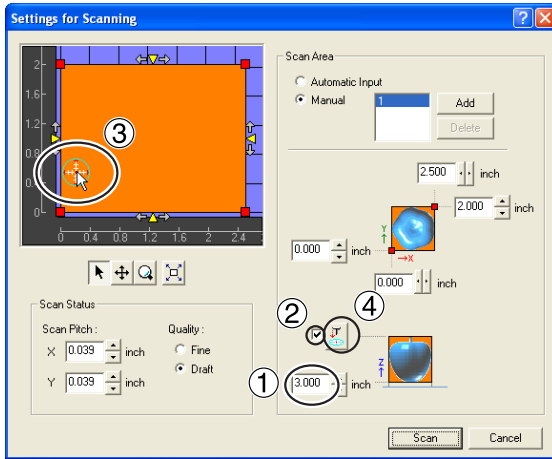 Settings for Scanning
2
1.6
1.2
0.8
0.
0
0 0.4 0.8 1.2 1.6 2 2.4
③
Scan Status
Scan Pitch :
X 0.039 inch
Y 0.039 inch
Quality :
Fine
Draft
Scan Area
Automatic Input
Manual
1
Add
Delete
2.500 inch
2.000 inch
Y
→X
0.000 inch
0.000 inch
② ④
Z
① 3.000 inch
Scan Cancel